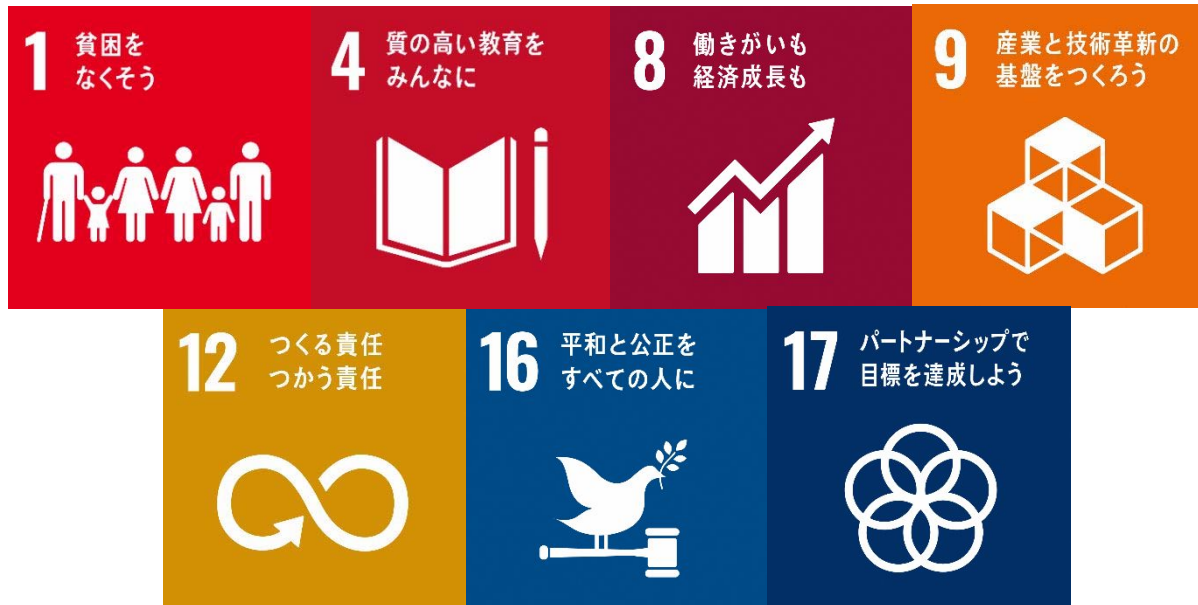 1 貧困を
なくそう
4 質の高い教育を
みんなに
8 働きがいも
経済成長も
9 産業と技術革新の
基盤をつくろう
12 つくる責任
つかう責任
16 平和と公正を
すべての人に
17 パートナーシップで
目標を達成しよう